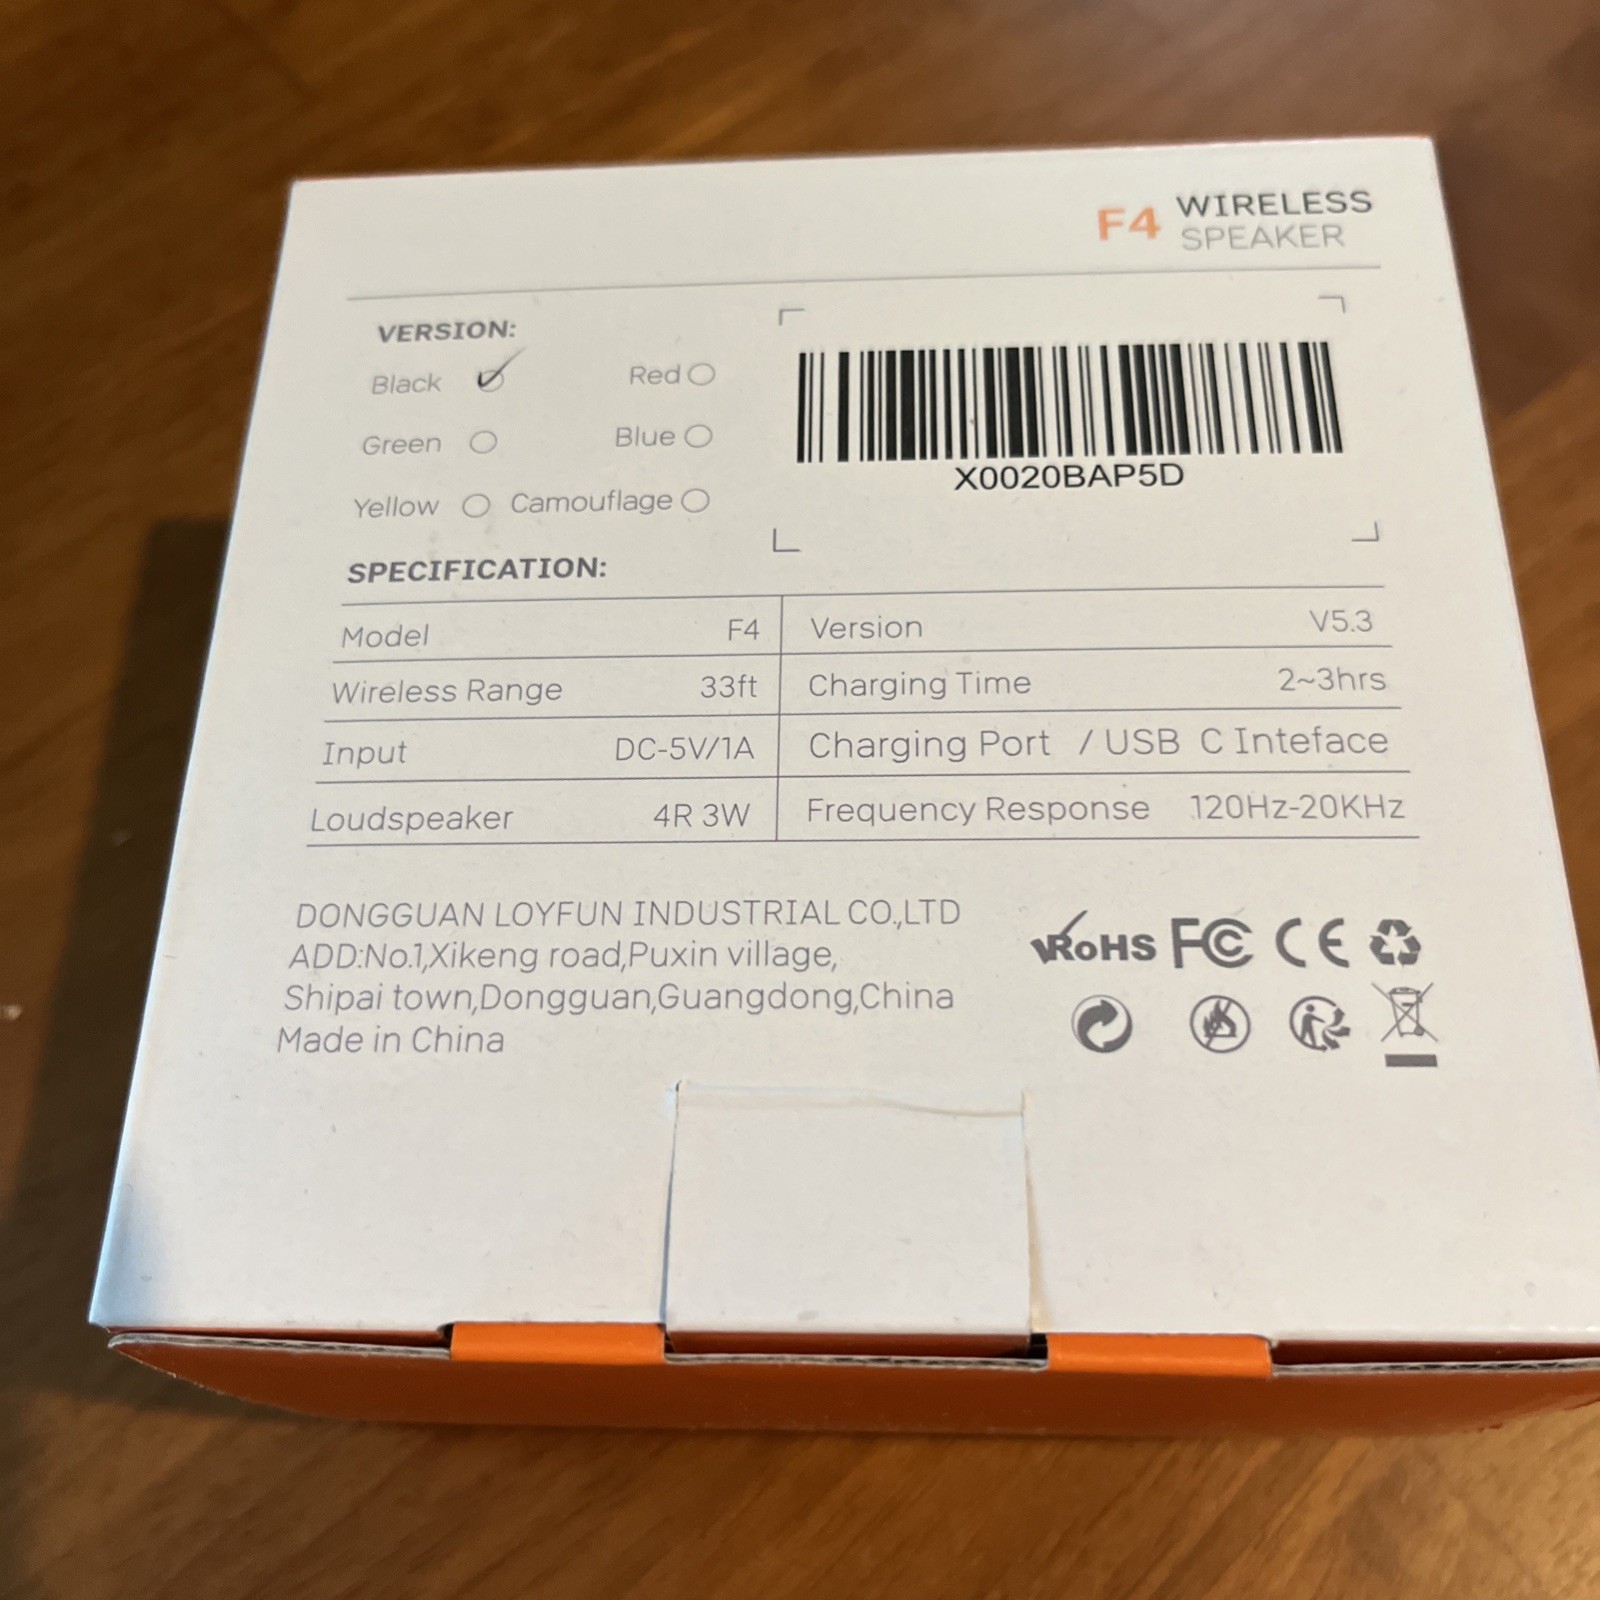 F4 WIRELESS
SPEAKER
VERSION:
Black Red
Green Blue
Yellow Camouflage
X0020BAP5D
SPECIFICATION:
Model F4 Version V5.3
Wireless Range 33ft Charging Time 2~3hrs
Input DC-5V/1A Charging Port / USB C Inteface
Loudspeaker 4R 3W Frequency Response 120Hz-20KHz
DONGGUAN LOYFUN INDUSTRIAL CO.,LTD
ADD:No.1,Xikeng road,Puxin village,
Shipai town,Dongguan,Guangdong,China
Made in China
RoHS FC CE